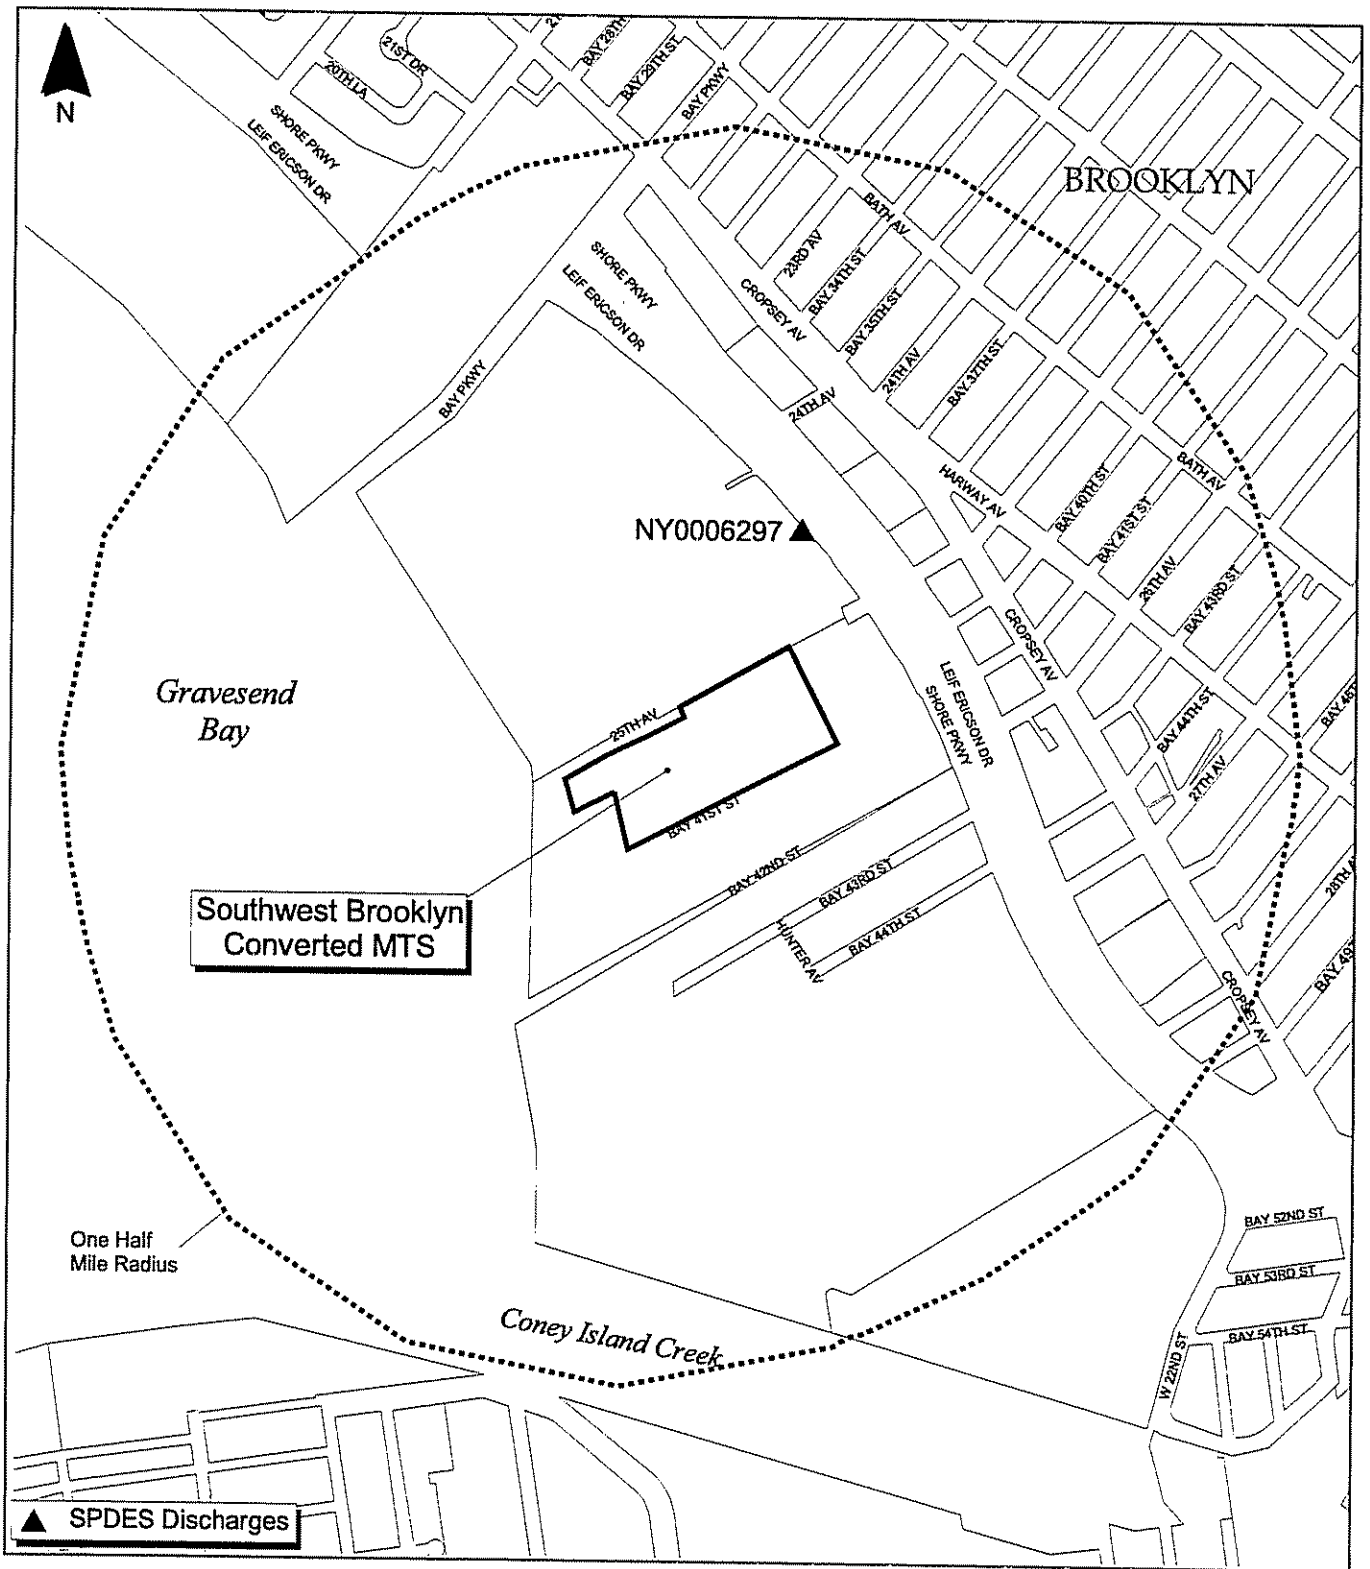 N
21ST DR
20TH LA
BAY 28TH
BAY 29TH ST
BAY PKWY
SHORE PKWY
LEIF ERICSON DR
BROOKLYN
BATH AV
23RD AV
BAY 34TH ST
BAY 35TH ST
SHORE PKWY
LEIF ERICSON DR
CROPSEY AV
24TH AV
BAY 37TH ST
24TH AV
BAY PKWY
HARWAY AV
BATH AV
BAY 40TH ST
BAY 41ST ST
NY0006297
26TH AV
BAY 43RD ST
CROPSEY AV
Gravesend
Bay
LEIF ERICSON DR
SHORE PKWY
25TH AV
BAY 44TH ST
27TH AV
BAY 41ST ST
BAY 42ND ST
BAY 43RD ST
BAY 44TH ST
HUNTER AV
28TH A
Southwest Brooklyn
Converted MTS
CROPSEY AV
BAY 49
One Half
Mile Radius
BAY 52ND ST
BAY 53RD ST
BAY 54TH ST
W 22ND ST
Coney Island Creek
SPDES Discharges